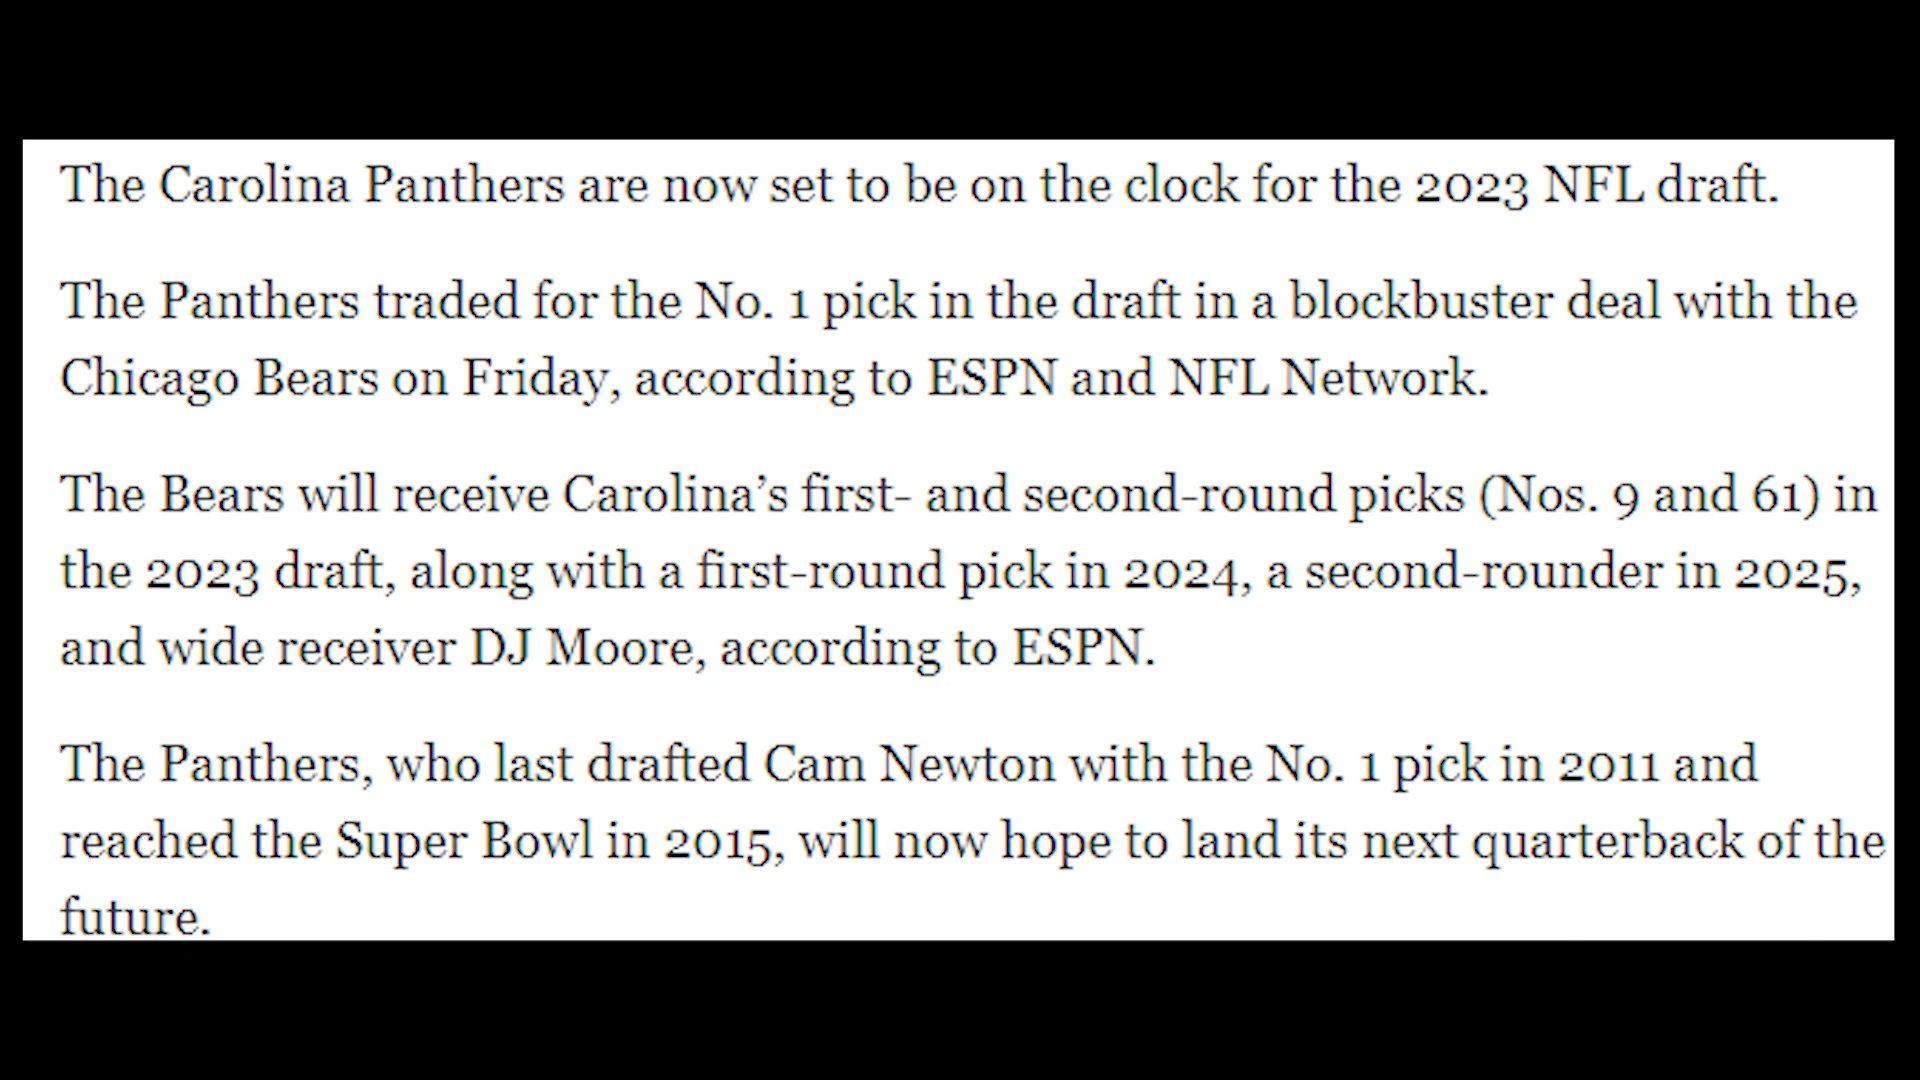 The Carolina Panthers are now set to be on the clock for the 2023 NFL draft.
The Panthers traded for the No. 1 pick in the draft in a blockbuster deal with the
Chicago Bears on Friday, according to ESPN and NFL Network.
The Bears will receive Carolina’s first- and second-round picks (Nos. 9 and 61) in
the 2023 draft, along with a first-round pick in 2024, a second-rounder in 2025,
and wide receiver DJ Moore, according to ESPN.
The Panthers, who last drafted Cam Newton with the No. 1 pick in 2011 and
reached the Super Bowl in 2015, will now hope to land its next quarterback of the
future.